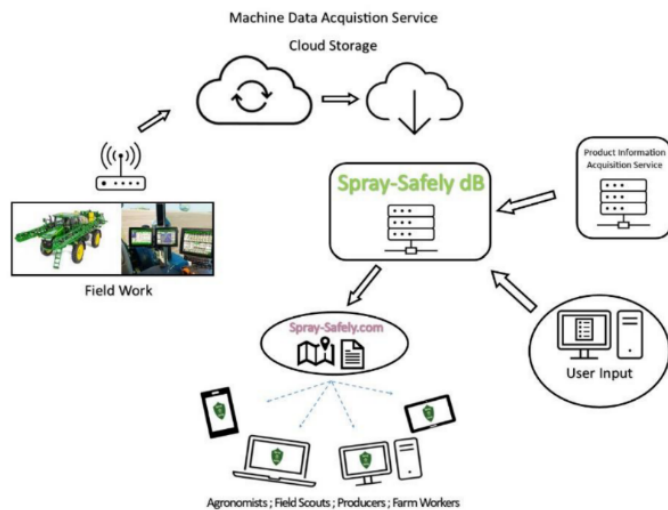 Machine Data Acquistion Service
Cloud Storage
Product Information
Acquisition Service
Spray-Safely dB
Field Work
Spray-Safely.com
User Input
Agronomists ; Field Scouts ; Producers ; Farm Workers